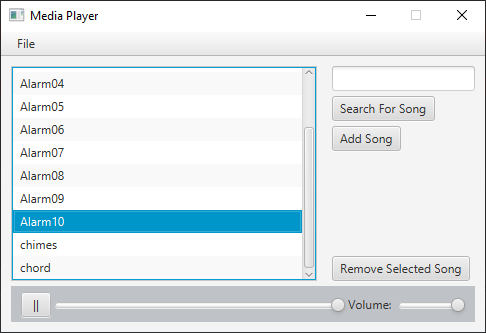 Media Player
File
Alarm04
Alarm05
Alarm06
Alarm07
Alarm08
Alarm09
Alarm10
chimes
chord
Search For Song
Add Song
Remove Selected Song
||
Volume: